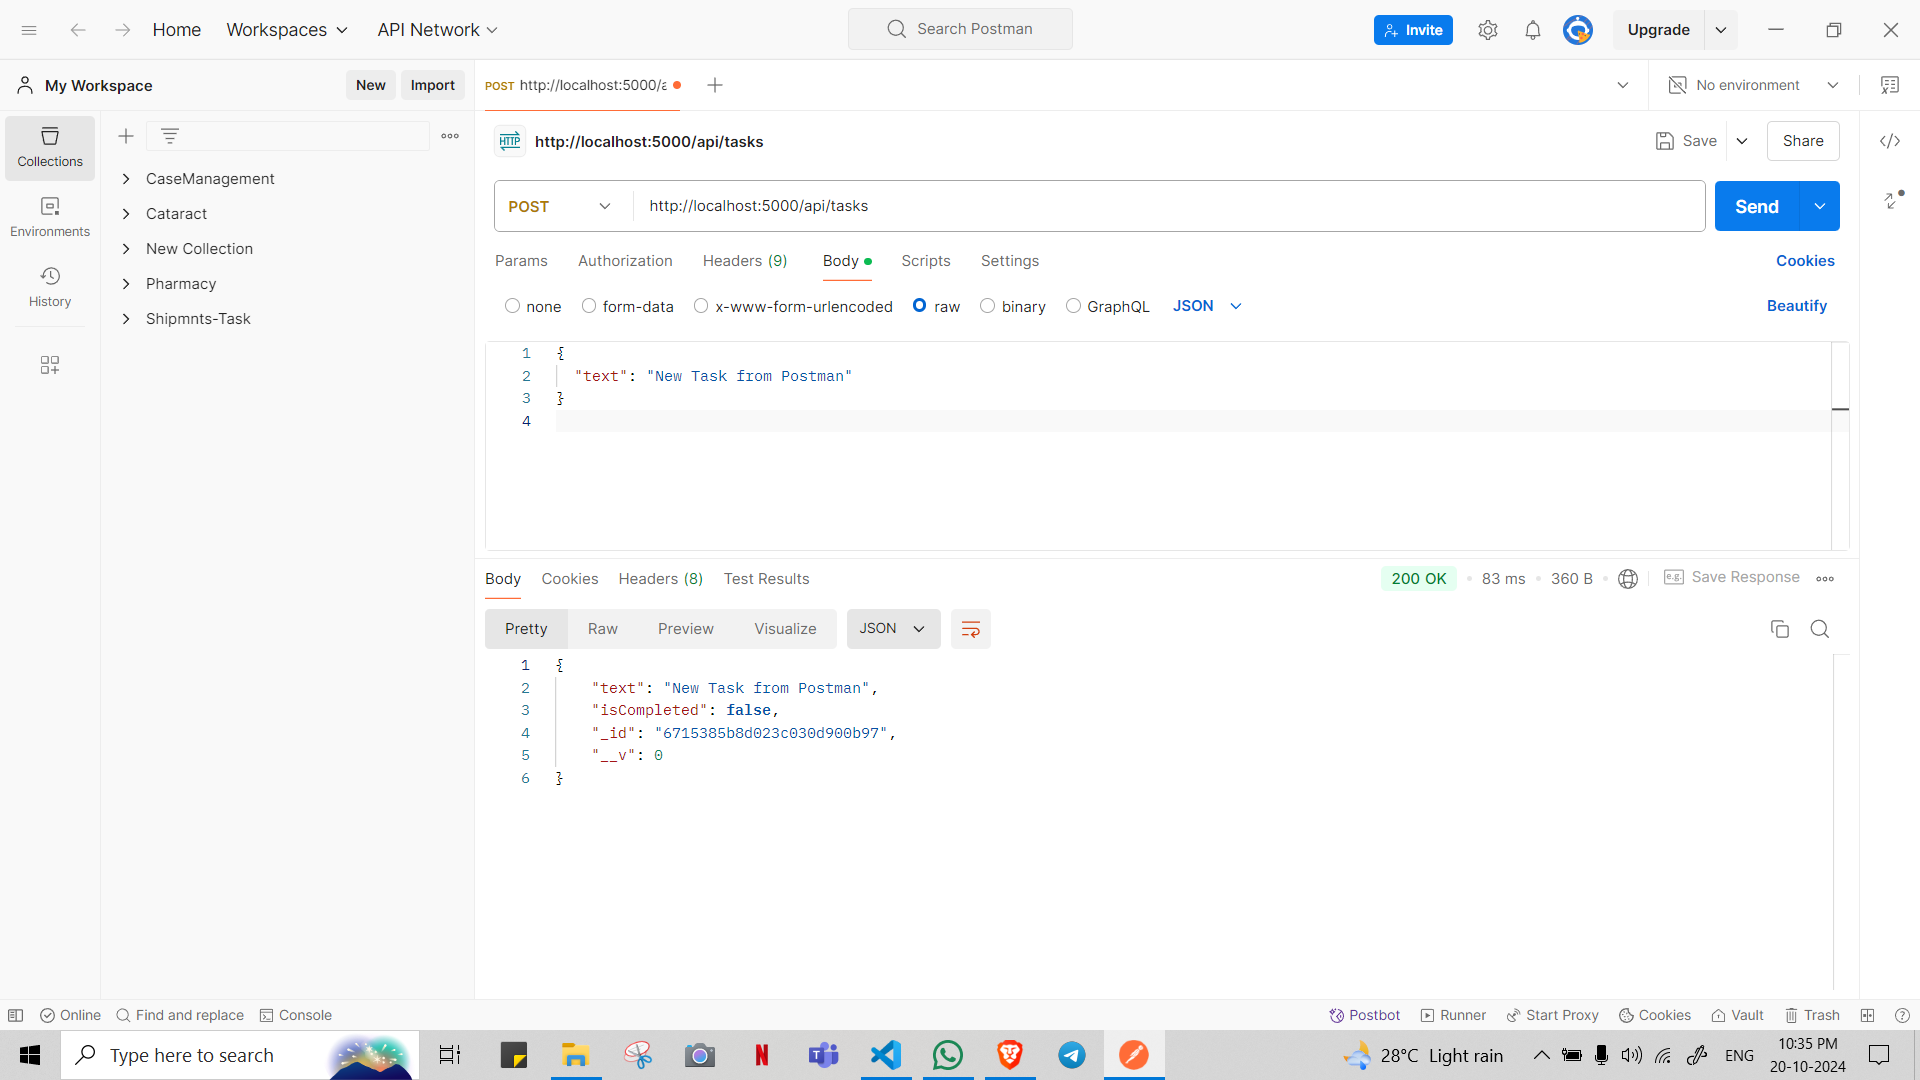 Home Workspaces API Network Search Postman Invite Upgrade
My Workspace New Import POST http://localhost:5000/a No environment
HTTP http://localhost:5000/api/tasks Save Share
Collections
Environments
History
CaseManagement
Cataract
New Collection
Pharmacy
Shipmnts-Task
POST http://localhost:5000/api/tasks Send
Params Authorization Headers (9) Body Scripts Settings Cookies
none form-data x-www-form-urlencoded raw binary GraphQL JSON Beautify
1 {
2 "text": "New Task from Postman"
3 }
4
Body Cookies Headers (8) Test Results 200 OK 83 ms 360 B e.g. Save Response
Pretty Raw Preview Visualize JSON
1 {
2 "text": "New Task from Postman",
3 "isCompleted": false,
4 "_id": "6715385b8d023c030d900b97",
5 "__v": 0
6 }
Online Find and replace Console Postbot Runner Start Proxy Cookies Vault Trash
Type here to search 28°C Light rain ENG 10:35 PM
20-10-2024